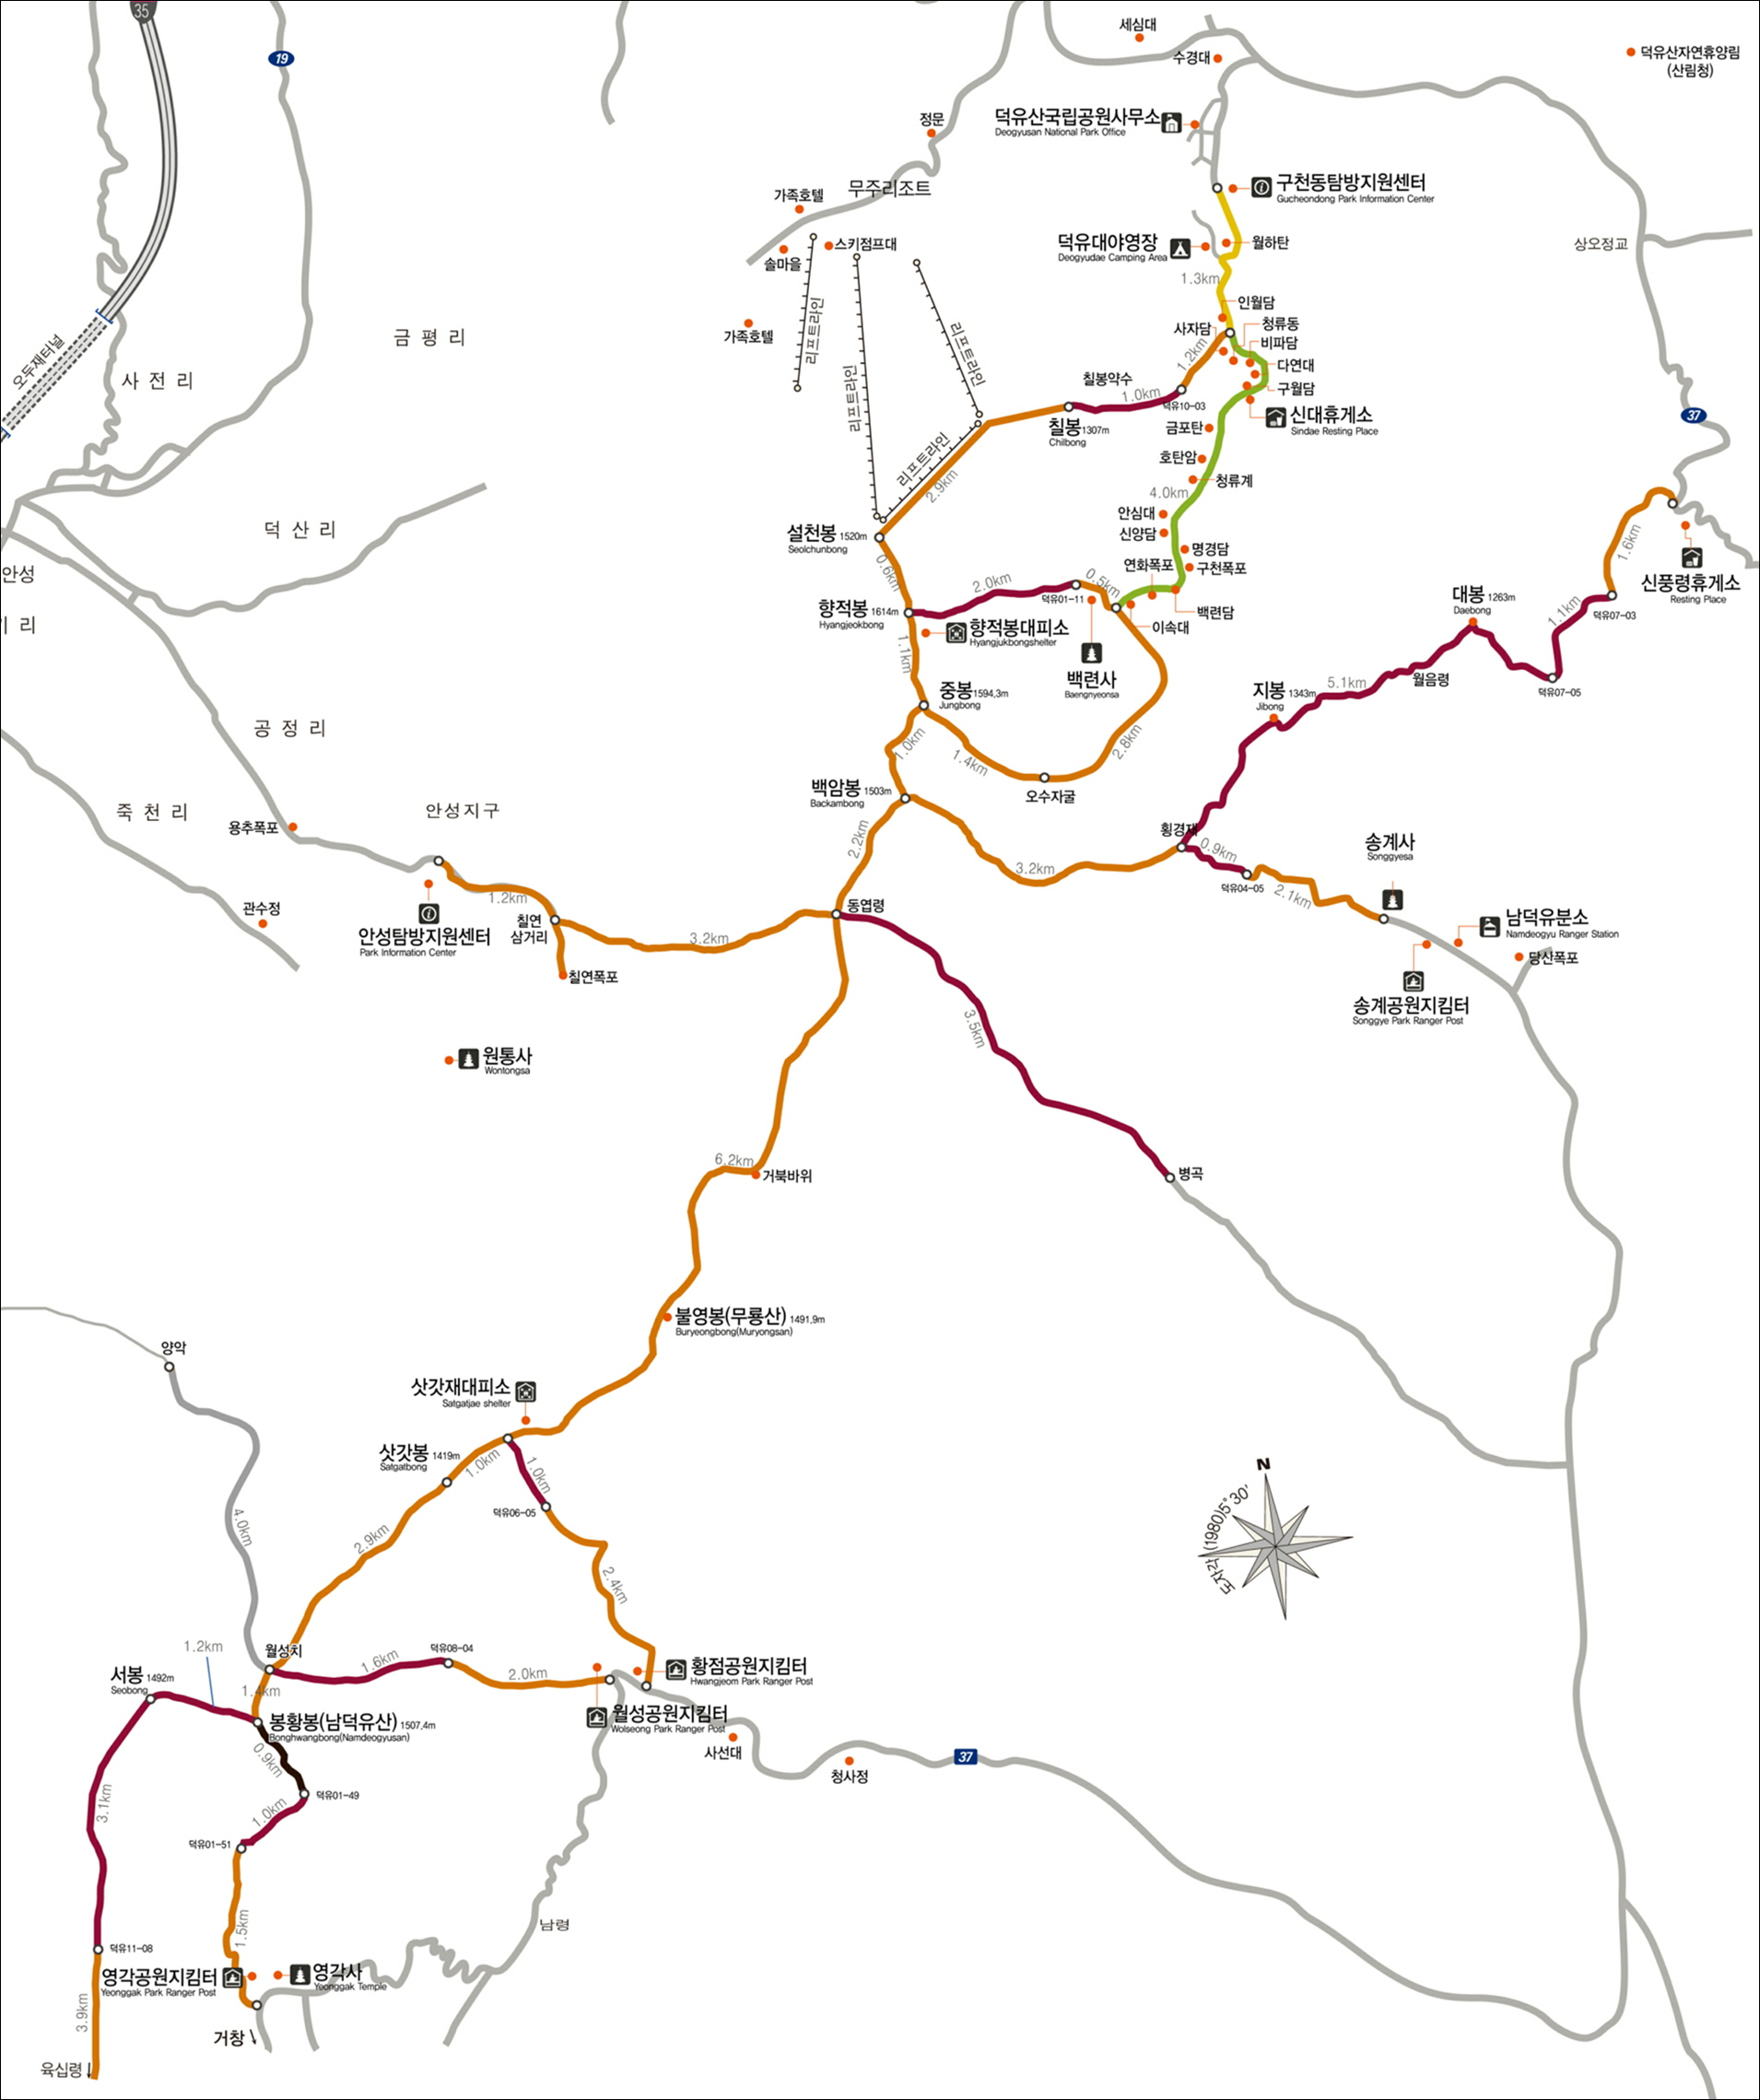 35
19
세심대
수경대
덕유산자연휴양림
(산림청)
정문
덕유산국립공원사무소
Deogyusan National Park Office
무주리조트
가족호텔
구천동탐방지원센터
Gucheondong Park Information Center
스키점프대
솔마을
덕유대야영장
Deogyudae Camping Area
월하탄
상오정교
1.3km
인월담
리프트라인
리프트라인
리프트라인
리프트라인
가족호텔
오두재터널
금 평 리
사 전 리
사자담
청류동
비파담
다연대
구월담
1.2km
칠봉약수
1.0km
덕유10-03
칠봉 1307m
Chilbong
신대휴게소
Sindae Resting Place
37
금포탄
호탄암
청류계
4.0km
2.9km
안심대
신양담
명경담
연화폭포
구천폭포
백련담
이속대
덕 산 리
안성
리
설천봉 1520m
Seolchunbong
0.6km
향적봉 1614m
Hyangjeokbong
2.0km
0.5km
덕유01-11
향적봉대피소
Hyangjukbongshelter
백련사
Baengnyeonsa
1.6km
신풍령휴게소
Resting Place
대봉 1263m
Daebong
1.1km
덕유07-03
덕유07-05
월음령
5.1km
지봉 1343m
Jibong
1.1km
중봉 1594,3m
Jungbong
1.0km
1.4km
2.8km
오수자굴
공 정 리
죽 천 리
안성지구
용추폭포
백암봉 1503m
Backambong
2.2km
3.2km
횡경재
0.9km
덕유04-05
2.1km
송계사
Songgyesa
남덕유분소
Namdeogyu Ranger Station
당산폭포
송계공원지킴터
Songgye Park Ranger Post
관수정
안성탐방지원센터
Park Information Center
1.2km
칠연
삼거리
칠연폭포
3.2km
동엽령
3.5km
병곡
원통사
Wontongsa
6.2km
거북바위
불영봉(무룡산) 1491,9m
Buryeongbong(Muryongsan)
양악
삿갓재대피소
Satgatjae shelter
삿갓봉 1419m
Satgatbong
1.0km
1.0km
덕유06-05
2.9km
2.4km
4.0km
N
도자각(1980)5°30'
월성치
1.6km
덕유08-04
2.0km
황점공원지킴터
Hwangjeom Park Ranger Post
월성공원지킴터
Wolseong Park Ranger Post
사선대
청사정
37
1.2km
서봉 1492m
Seobong
1.4km
봉황봉(남덕유산) 1507,4m
Bonghwangbong(Namdeogyusan)
0.9km
덕유01-49
1.0km
덕유01-51
3.1km
1.5km
남령
덕유11-08
영각공원지킴터
Yeonggak Park Ranger Post
영각사
Yeonggak Temple
3.9km
거창
육십령